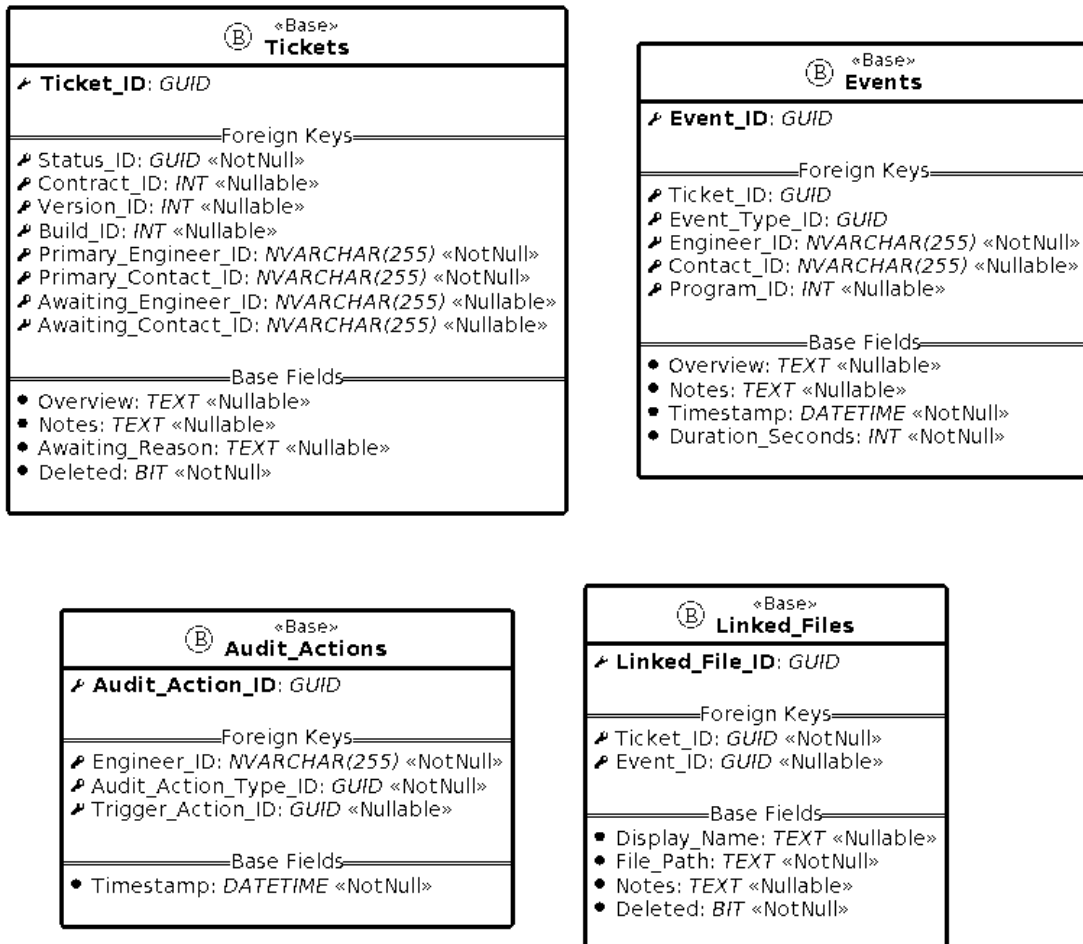 B «Base»
Tickets
Ticket_ID: GUID
Foreign Keys
Status_ID: GUID «NotNull»
Contract_ID: INT «Nullable»
Version_ID: INT «Nullable»
Build_ID: INT «Nullable»
Primary_Engineer_ID: NVARCHAR(255) «NotNull»
Primary_Contact_ID: NVARCHAR(255) «NotNull»
Awaiting_Engineer_ID: NVARCHAR(255) «Nullable»
Awaiting_Contact_ID: NVARCHAR(255) «Nullable»
Base Fields
Overview: TEXT «Nullable»
Notes: TEXT «Nullable»
Awaiting_Reason: TEXT «Nullable»
Deleted: BIT «NotNull»
B «Base»
Events
Event_ID: GUID
Foreign Keys
Ticket_ID: GUID
Event_Type_ID: GUID
Engineer_ID: NVARCHAR(255) «NotNull»
Contact_ID: NVARCHAR(255) «Nullable»
Program_ID: INT «Nullable»
Base Fields
Overview: TEXT «Nullable»
Notes: TEXT «Nullable»
Timestamp: DATETIME «NotNull»
Duration_Seconds: INT «NotNull»
B «Base»
Audit_Actions
Audit_Action_ID: GUID
Foreign Keys
Engineer_ID: NVARCHAR(255) «NotNull»
Audit_Action_Type_ID: GUID «NotNull»
Trigger_Action_ID: GUID «Nullable»
Base Fields
Timestamp: DATETIME «NotNull»
B «Base»
Linked_Files
Linked_File_ID: GUID
Foreign Keys
Ticket_ID: GUID «NotNull»
Event_ID: GUID «Nullable»
Base Fields
Display_Name: TEXT «Nullable»
File_Path: TEXT «NotNull»
Notes: TEXT «Nullable»
Deleted: BIT «NotNull»